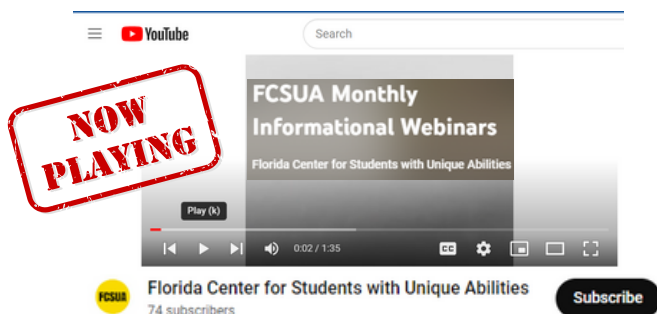 YouTube
Search
NOW
PLAYING
FCSUA Monthly
Informational Webinars
Florida Center for Students with Unique Abilities
Play (k)
0:02 / 1:35
CC
FCSUA
Florida Center for Students with Unique Abilities
74 subscribers
Subscribe